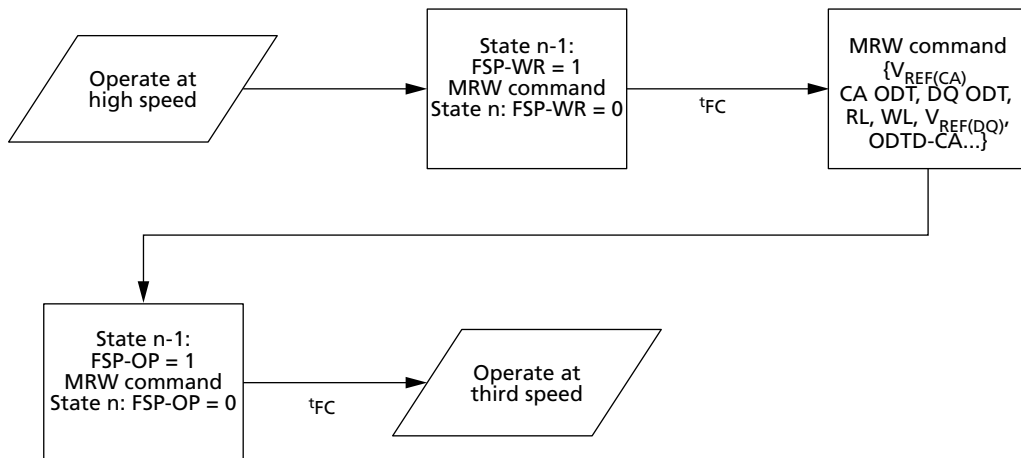 Operate at
high speed
State n-1:
FSP-WR = 1
MRW command
State n: FSP-WR = 0
tFC
MRW command
{VREF(CA)
CA ODT, DQ ODT,
RL, WL, VREF(DQ),
ODTD-CA...}
State n-1:
FSP-OP = 1
MRW command
State n: FSP-OP = 0
tFC
Operate at
third speed